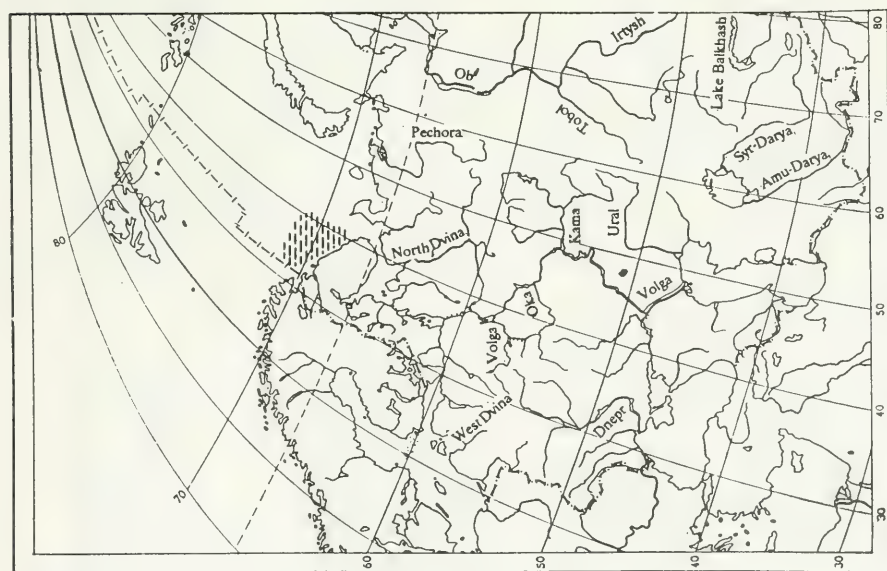 80
70
60
50
40
30
30
40
50
60
70
80
Ob
Irtysh
Tobol
Lake Balkhash
Pechora
Syr-Darya
Amu-Darya
North Dvina
Kama
Ural
Oka
Volga
Volga
West Dvina
Dnepr